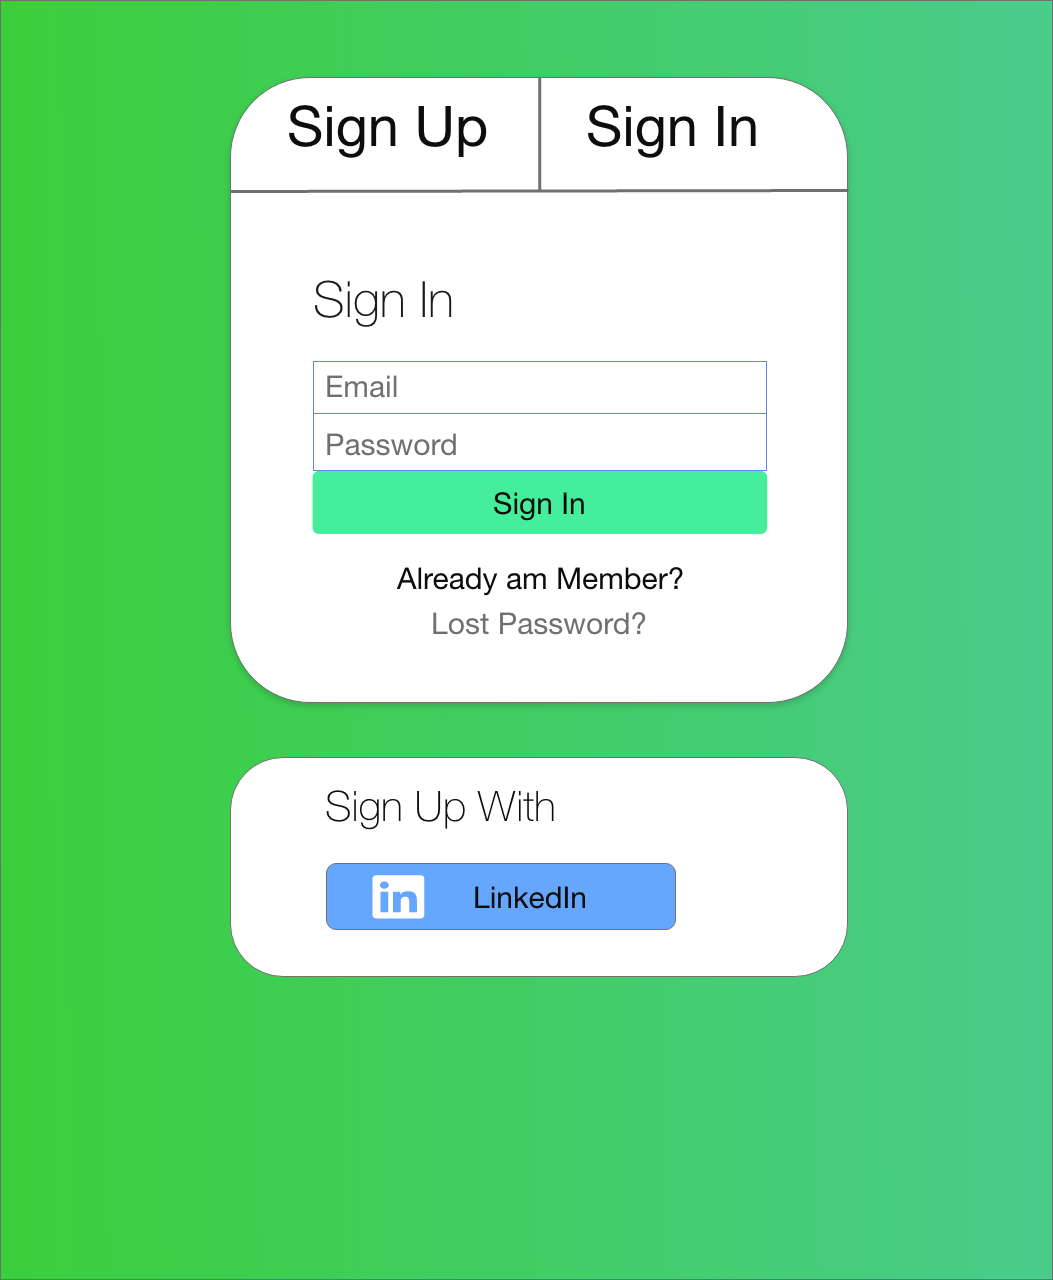 Sign Up Sign In
Sign In
Email
Password
Sign In
Already am Member?
Lost Password?
Sign Up With
in LinkedIn